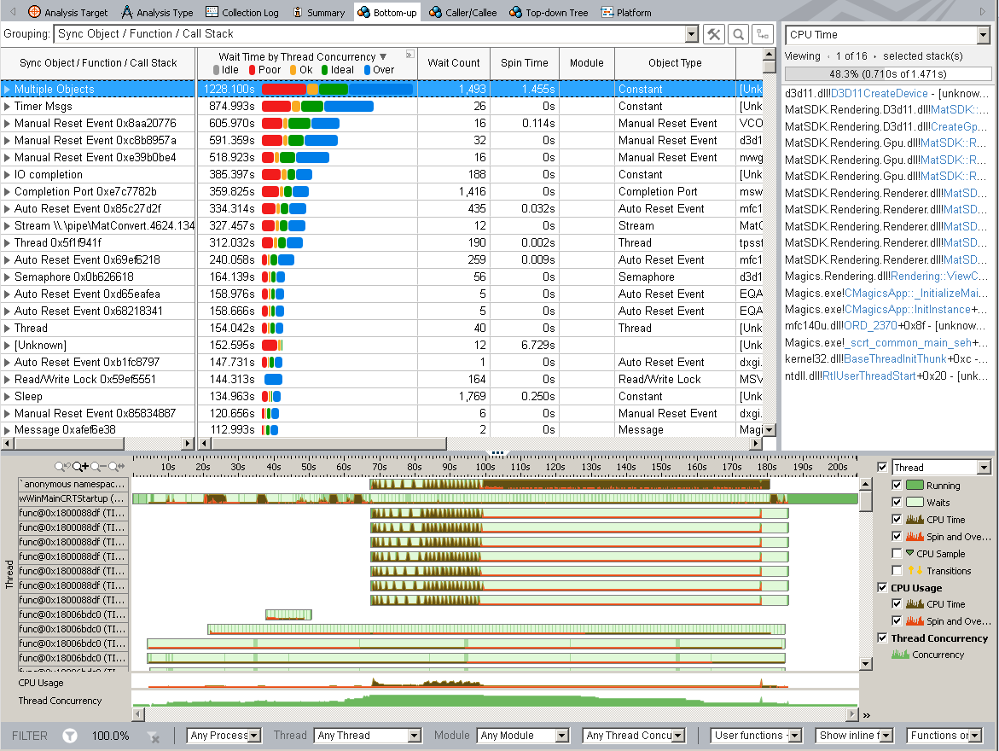 Analysis Target Analysis Type Collection Log Summary Bottom-up Caller/Callee Top-down Tree Platform
Grouping: Sync Object / Function / Call Stack
Sync Object / Function / Call Stack Wait Time by Thread Concurrency Wait Count Spin Time Module Object Type
Idle Poor Ok Ideal Over
Multiple Objects 1228.100s 1,493 1.455s Constant [Unk
Timer Msgs 874.993s 26 0s Constant [Unk
Manual Reset Event 0x8aa20776 605.970s 16 0.114s Manual Reset Event VCO
Manual Reset Event 0xc8b8957a 591.359s 32 0s Manual Reset Event d3d1
Manual Reset Event 0xe39b0be4 518.923s 16 0s Manual Reset Event nvwg
IO completion 385.397s 188 0s Constant [Unk
Completion Port 0xe7c7782b 359.825s 1,416 0s Completion Port msw
Auto Reset Event 0x85c27d2f 334.314s 435 0.032s Auto Reset Event mfc1
Stream \\.\pipe\MatConvert.4624.134 327.457s 12 0s Stream MatC
Thread 0x5f1f941f 312.032s 190 0.002s Thread tpssf
Auto Reset Event 0x69ef6218 240.058s 259 0.009s Auto Reset Event mfc1
Semaphore 0x0b626618 164.139s 56 0s Semaphore d3d1
Auto Reset Event 0xd65eafea 158.976s 5 0s Auto Reset Event EQA
Auto Reset Event 0x68218341 158.666s 5 0s Auto Reset Event EQA
Thread 154.042s 40 0s Thread [Unk
[Unknown] 152.595s 12 6.729s [Unk
Auto Reset Event 0xb1fc8797 147.731s 1 0s Auto Reset Event dxgi.
Read/Write Lock 0x59ef5551 144.313s 164 0s Read/Write Lock MSV
Sleep 134.963s 1,769 0.250s Constant [Unk
Manual Reset Event 0x85834887 120.656s 6 0s Manual Reset Event dxgi.
Message 0xafef6e38 112.993s 2 0s Message Magi
CPU Time
Viewing 1 of 16 selected stack(s)
48.3% (0.710s of 1.471s)
d3d11.dll!D3D11CreateDevice - [unknow...
MatSDK.Rendering.D3d11.dll!MatSDK::...
MatSDK.Rendering.D3d11.dll!CreateGp...
MatSDK.Rendering.Gpu.dll!MatSDK::R...
MatSDK.Rendering.Gpu.dll!MatSDK::R...
MatSDK.Rendering.Gpu.dll!MatSDK::R...
MatSDK.Rendering.Renderer.dll!MatSD...
MatSDK.Rendering.Renderer.dll!MatSD...
MatSDK.Rendering.Renderer.dll!MatSD...
MatSDK.Rendering.Renderer.dll!MatSD...
MatSDK.Rendering.Renderer.dll!MatSD...
Magics.Rendering.dll!Rendering::ViewC...
Magics.exe!CMagicsApp::_InitializeMai...
Magics.exe!CMagicsApp::InitInstance+...
mfc140u.dll!ORD_2370+0x8f - [unknow...
Magics.exe!_scrt_common_main_seh+...
kernel32.dll!BaseThreadInitThunk+0xc -...
ntdll.dll!RtlUserThreadStart+0x20 - [unk...
10s 20s 30s 40s 50s 60s 70s 80s 90s 100s 110s 120s 130s 140s 150s 160s 170s 180s 190s 200s
Thread
`anonymous namespac...
wWinMainCRTStartup (...
func@0x1800088df (TI...
func@0x1800088df (TI...
func@0x1800088df (TI...
func@0x1800088df (TI...
func@0x1800088df (TI...
func@0x1800088df (TI...
func@0x1800088df (TI...
func@0x18006bdc0 (TI...
func@0x18006bdc0 (TI...
func@0x18006bdc0 (TI...
func@0x18006bdc0 (TI...
func@0x18006bdc0 (TI...
CPU Usage
Thread Concurrency
Thread
Running
Waits
CPU Time
Spin and Ove...
CPU Sample
Transitions
CPU Usage
CPU Time
Spin and Ove...
Thread Concurrency
Concurrency
FILTER 100.0% Any Process Thread Any Thread Module Any Module Any Thread Concu User functions Show inline f Functions or